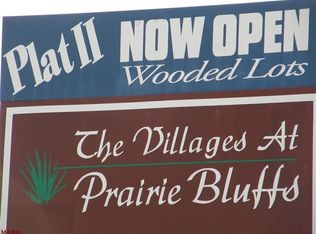 Plat II NOW OPEN
Wooded Lots
The Villages At
Prairie Bluffs